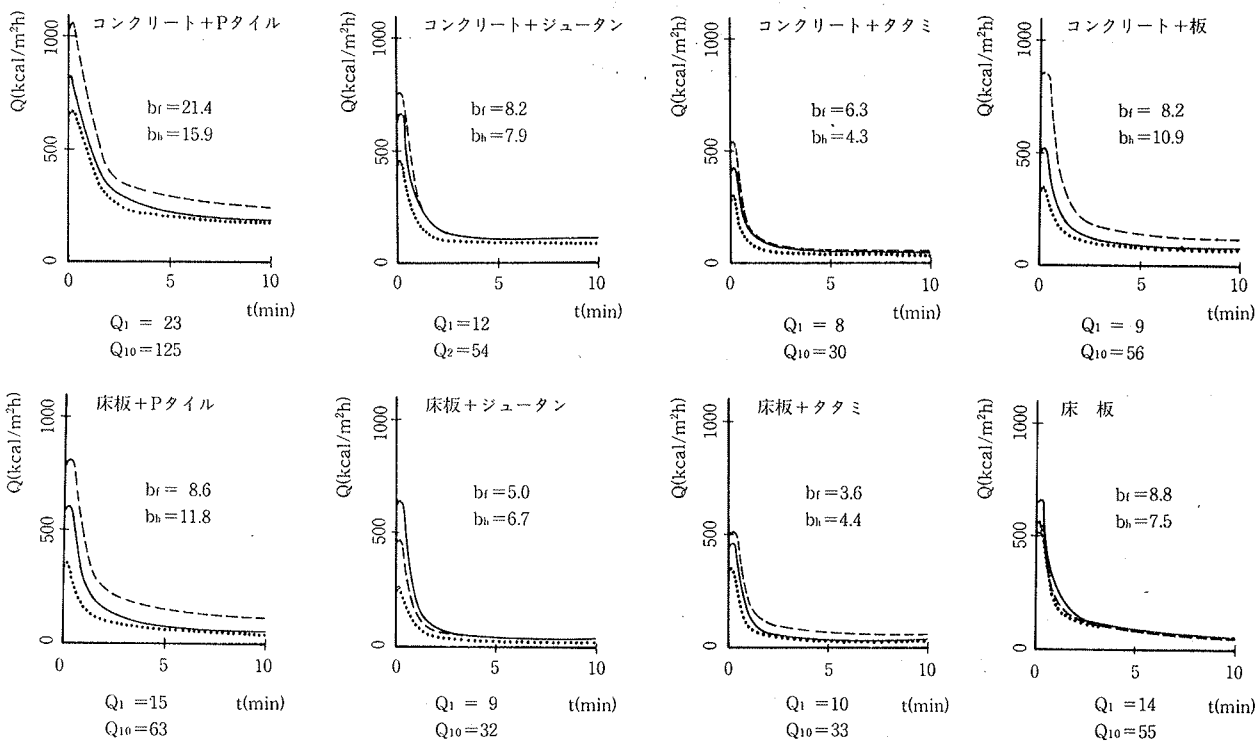 コンクリート+Pタイル
Q(kcal/m²h)
1000
500
0
bf=21.4
bh=15.9
0 5 10
t(min)
Q1 = 23
Q10=125
コンクリート+ジュータン
Q(kcal/m²h)
1000
500
0
bf=8.2
bh=7.9
0 5 10
t(min)
Q1=12
Q2=54
コンクリート+タタミ
Q(kcal/m²h)
1000
500
0
bf=6.3
bh=4.3
0 5 10
t(min)
Q1 = 8
Q10=30
コンクリート+板
Q(kcal/m²h)
1000
500
0
bf= 8.2
bh=10.9
0 5 10
t(min)
Q1 = 9
Q10=56
床板+Pタイル
Q(kcal/m²h)
1000
500
0
bf= 8.6
bh=11.8
0 5 10
t(min)
Q1 =15
Q10=63
床板+ジュータン
Q(kcal/m²h)
1000
500
0
bf=5.0
bh=6.7
0 5 10
t(min)
Q1 = 9
Q10=32
床板+タタミ
Q(kcal/m²h)
1000
500
0
bf=3.6
bh=4.4
0 5 10
t(min)
Q1 =10
Q10=33
床 板
Q(kcal/m²h)
1000
500
0
bf=8.8
bh=7.5
0 5 10
t(min)
Q1 =14
Q10=55